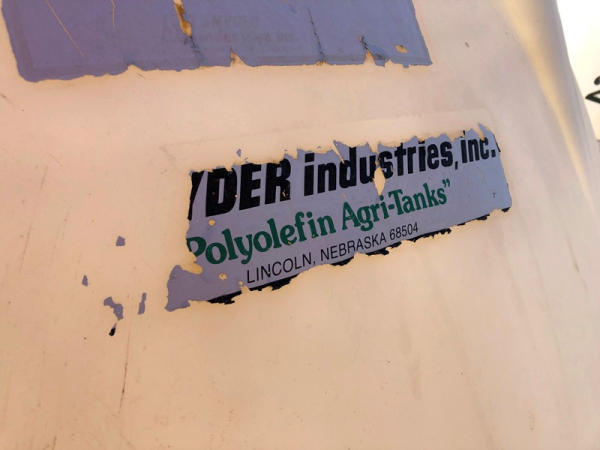 YDER industries, inc.
Polyolefin Agri-Tanks"
LINCOLN, NEBRASKA 68504